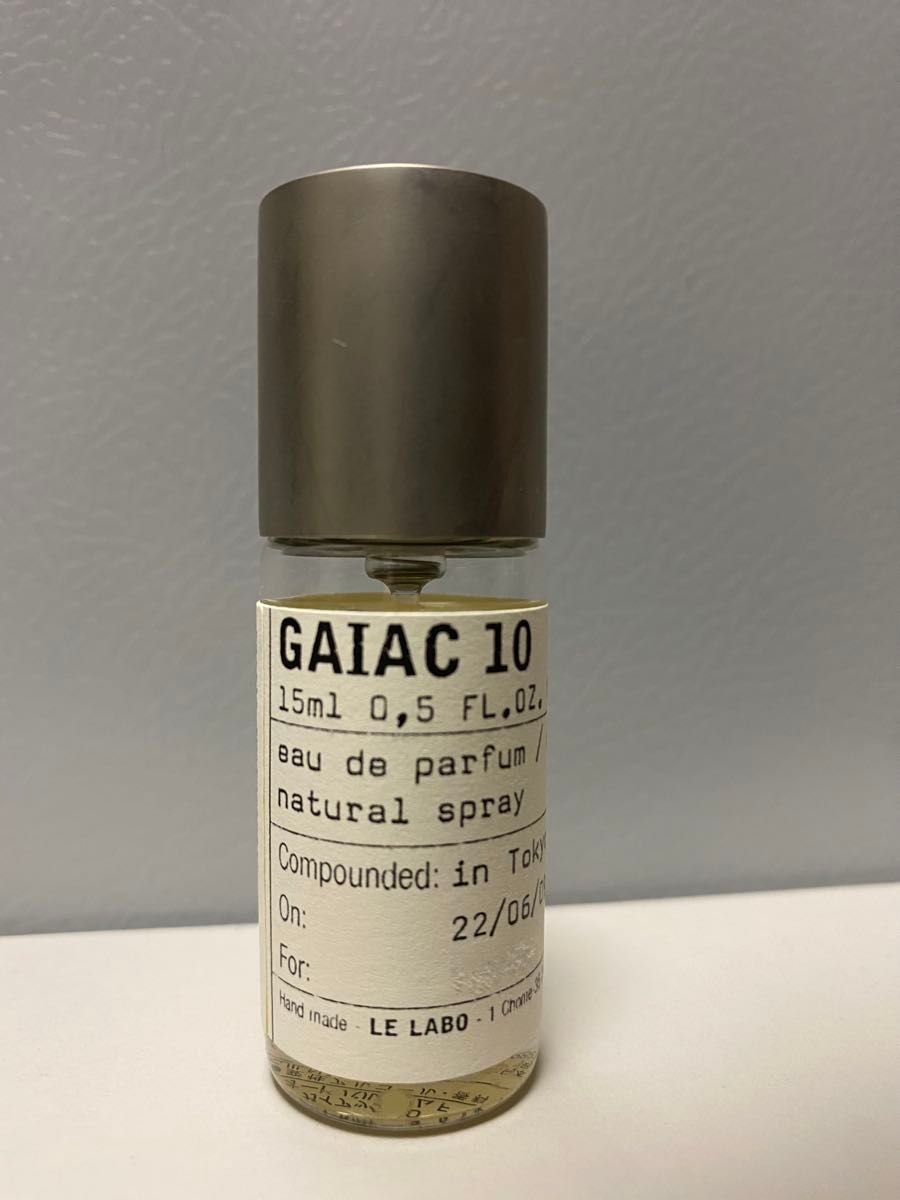 GAIAC 10
15ml 0,5 FL.OZ.
eau de parfum /
natural spray
Compounded: in Toky
On: 22/06/
For:
Hand made - LE LABO - 1 Chome-35